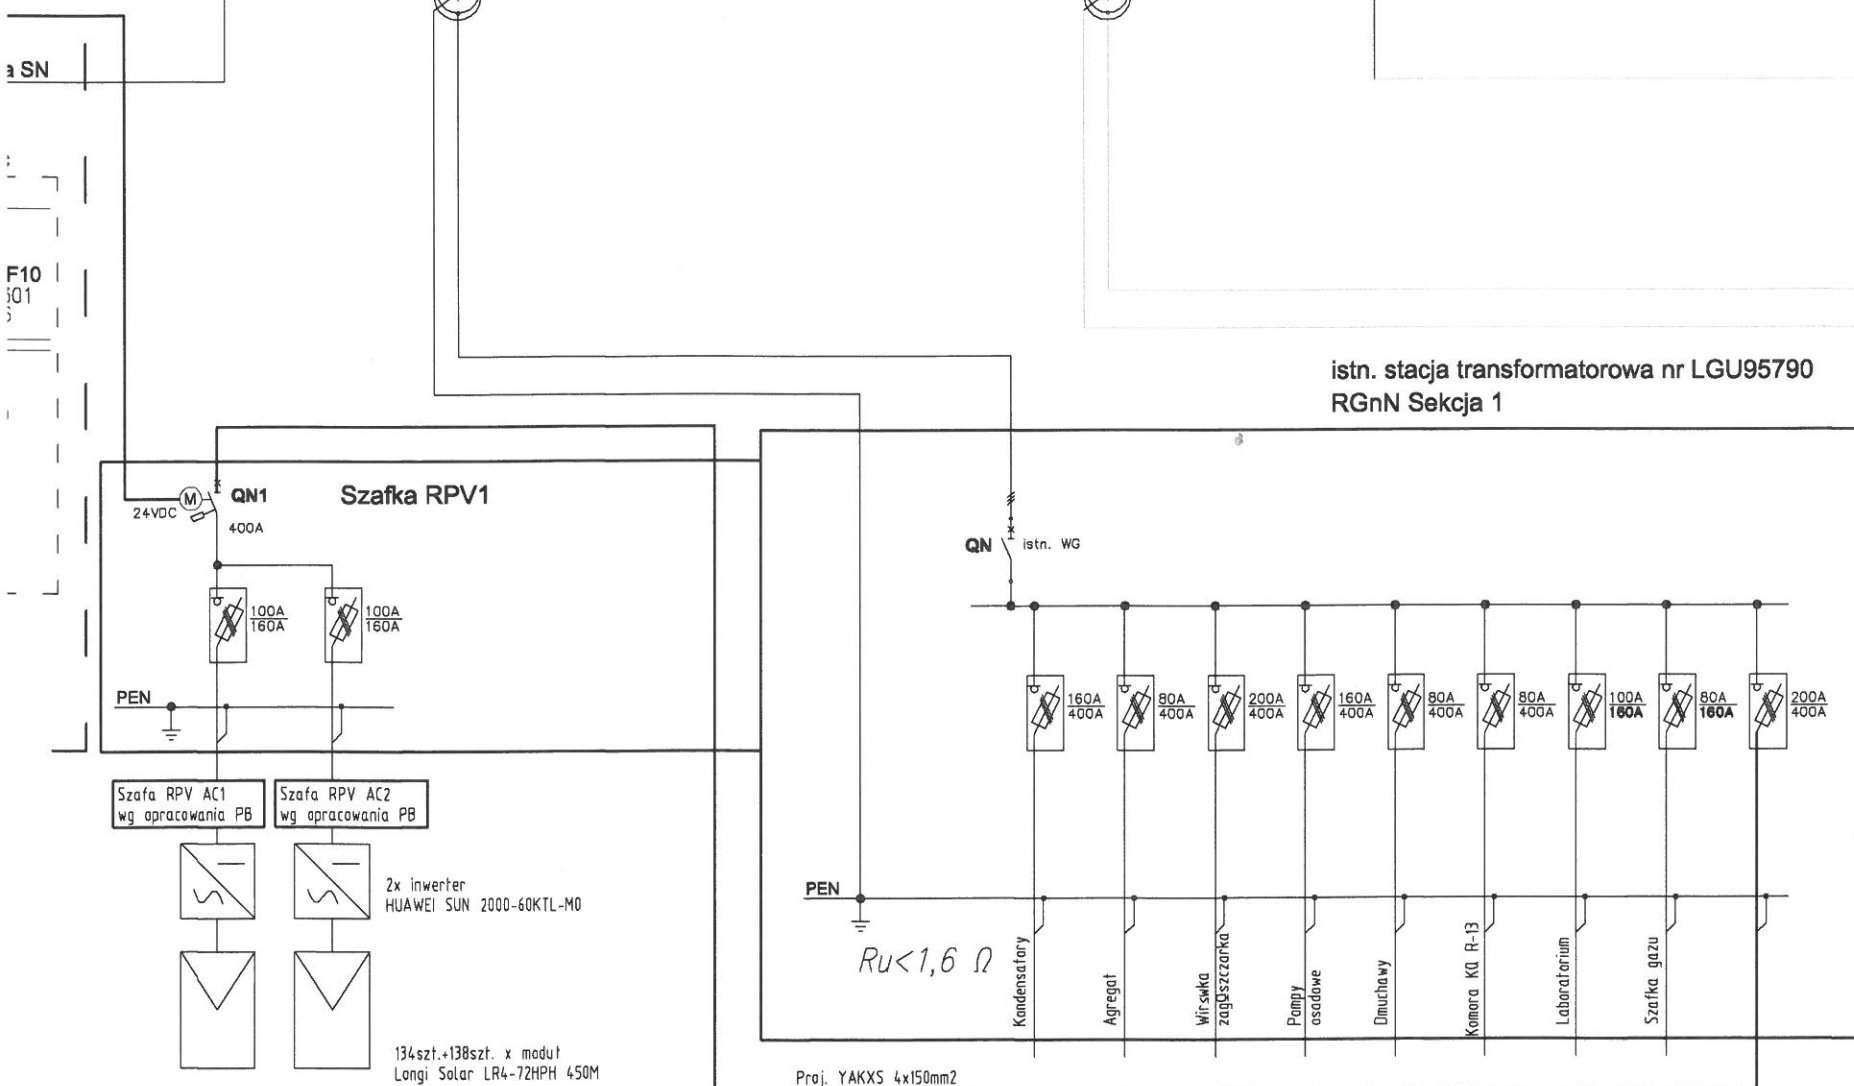 a SN
F10
istn. stacja transformatorowa nr LGU95790
RGnN Sekcja 1
M
QN1
Szafka RPV1
24VDC
400A
QN
istn. WG
100A
160A
100A
160A
PEN
160A
400A
80A
400A
200A
400A
160A
400A
80A
400A
80A
400A
100A
160A
80A
160A
200A
400A
Szafa RPV AC1
wg opracowania PB
Szafa RPV AC2
wg opracowania PB
2x inwerter
HUAWEI SUN 2000-60KTL-M0
PEN
Ru<1,6 Ω
Kondensatory
Agregat
Wirówka
zagęszczarka
Pompy
osadowe
Dmuchawy
Komora KQ R-13
Laboratorium
Szafka gazu
134szt.+138szt. x moduł
Longi Solar LR4-72HPH 450M
Proj. YAKXS 4x150mm2